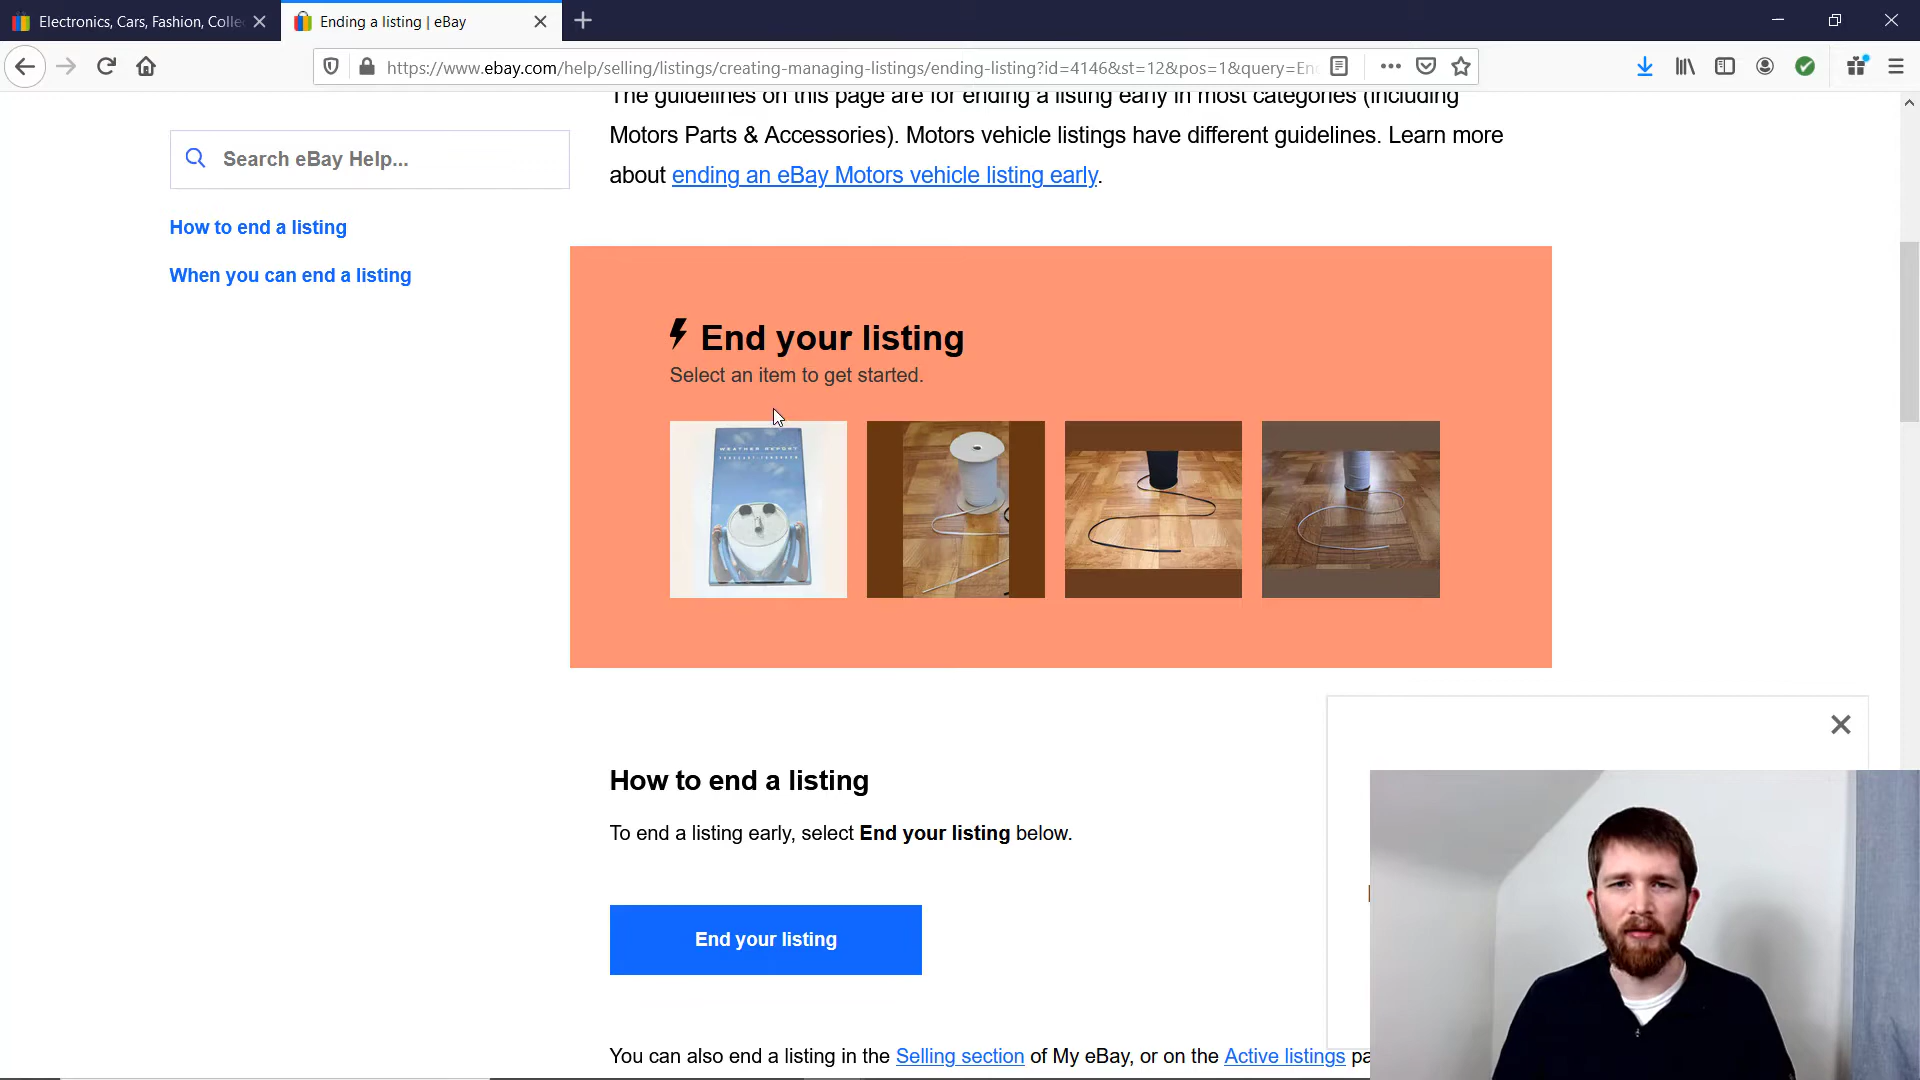 Electronics, Cars, Fashion, Colle
Ending a listing | eBay
https://www.ebay.com/help/selling/listings/creating-managing-listings/ending-listing?id=4146&st=12&pos=1&query=En
The guidelines on this page are for ending a listing early in most categories (including
Motors Parts & Accessories). Motors vehicle listings have different guidelines. Learn more
about ending an eBay Motors vehicle listing early.
Search eBay Help...
How to end a listing
When you can end a listing
End your listing
Select an item to get started.
WEATHER REPORT
How to end a listing
To end a listing early, select End your listing below.
End your listing
You can also end a listing in the Selling section of My eBay, or on the Active listings pa